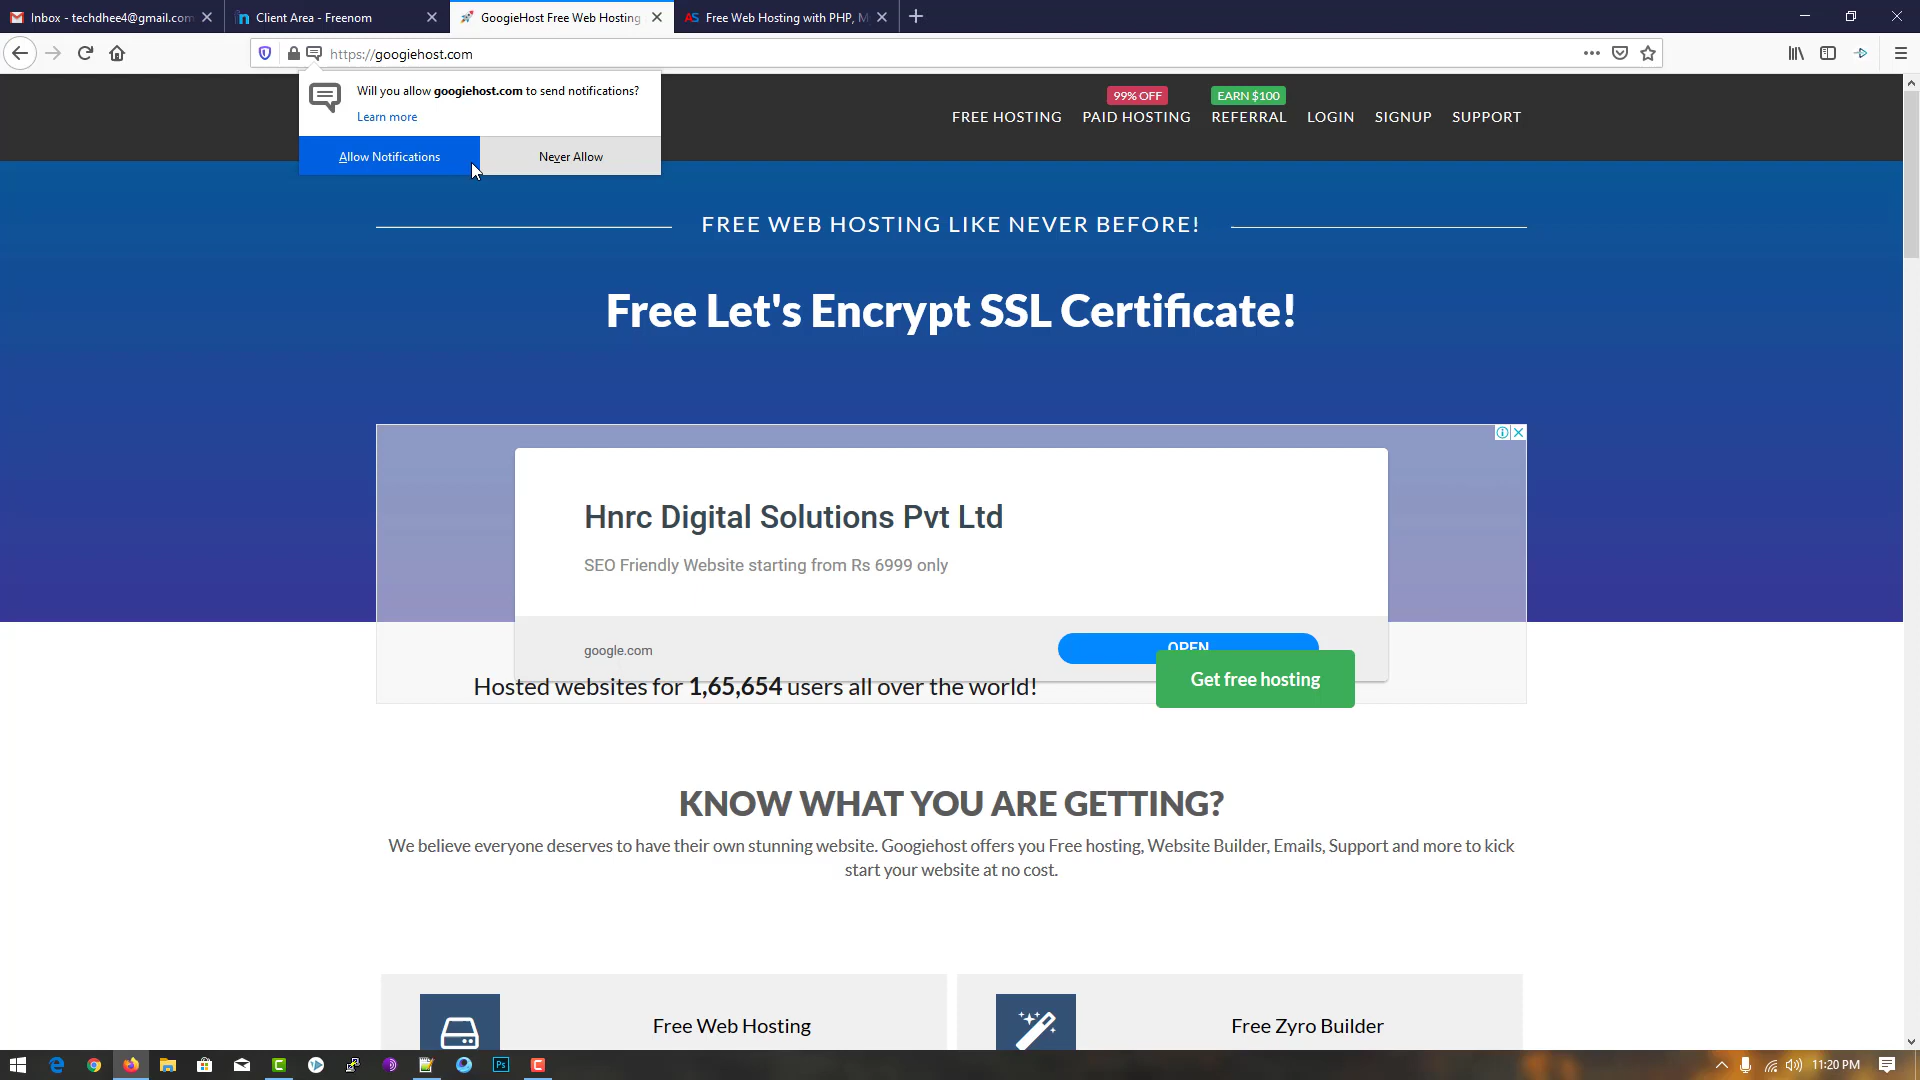 Inbox - techdhee4@gmail.com
Client Area - Freenom
GoogieHost Free Web Hosting
Free Web Hosting with PHP, M
https://googiehost.com
Will you allow googiehost.com to send notifications?
Learn more
Allow Notifications
Never Allow
99% OFF
EARN $100
FREE HOSTING
PAID HOSTING
REFERRAL
LOGIN
SIGNUP
SUPPORT
FREE WEB HOSTING LIKE NEVER BEFORE!
Free Let's Encrypt SSL Certificate!
Hnrc Digital Solutions Pvt Ltd
SEO Friendly Website starting from Rs 6999 only
google.com
OPEN
Hosted websites for 1,65,654 users all over the world!
Get free hosting
KNOW WHAT YOU ARE GETTING?
We believe everyone deserves to have their own stunning website. Googiehost offers you Free hosting, Website Builder, Emails, Support and more to kick
start your website at no cost.
Free Web Hosting
Free Zyro Builder
11:20 PM